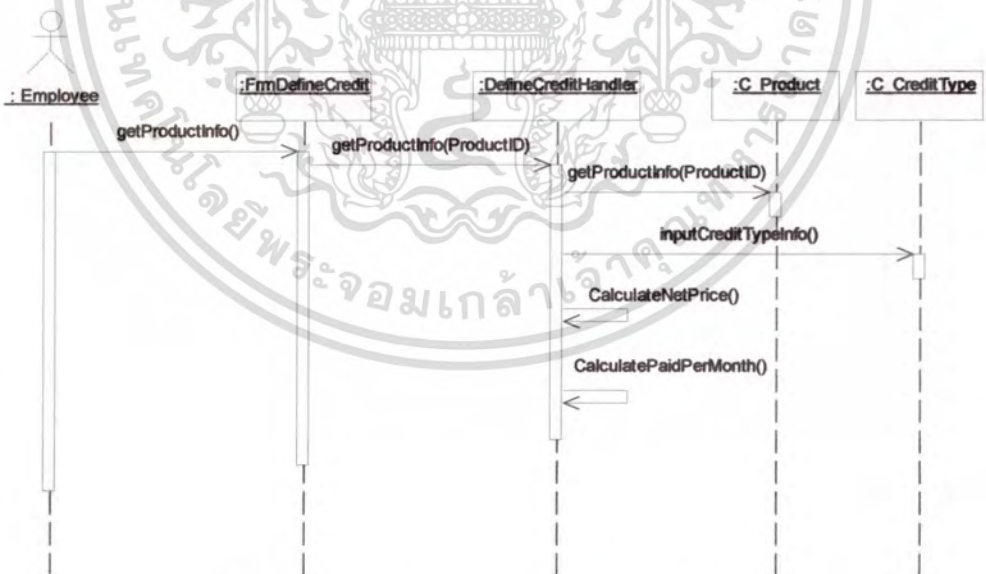 : Employee
:FrmDefineCredit
:DefineCreditHandler
:C_Product
:C_CreditType
getProductInfo()
getProductInfo(ProductID)
getProductInfo(ProductID)
inputCreditTypeInfo()
CalculateNetPrice()
CalculatePaidPerMonth()